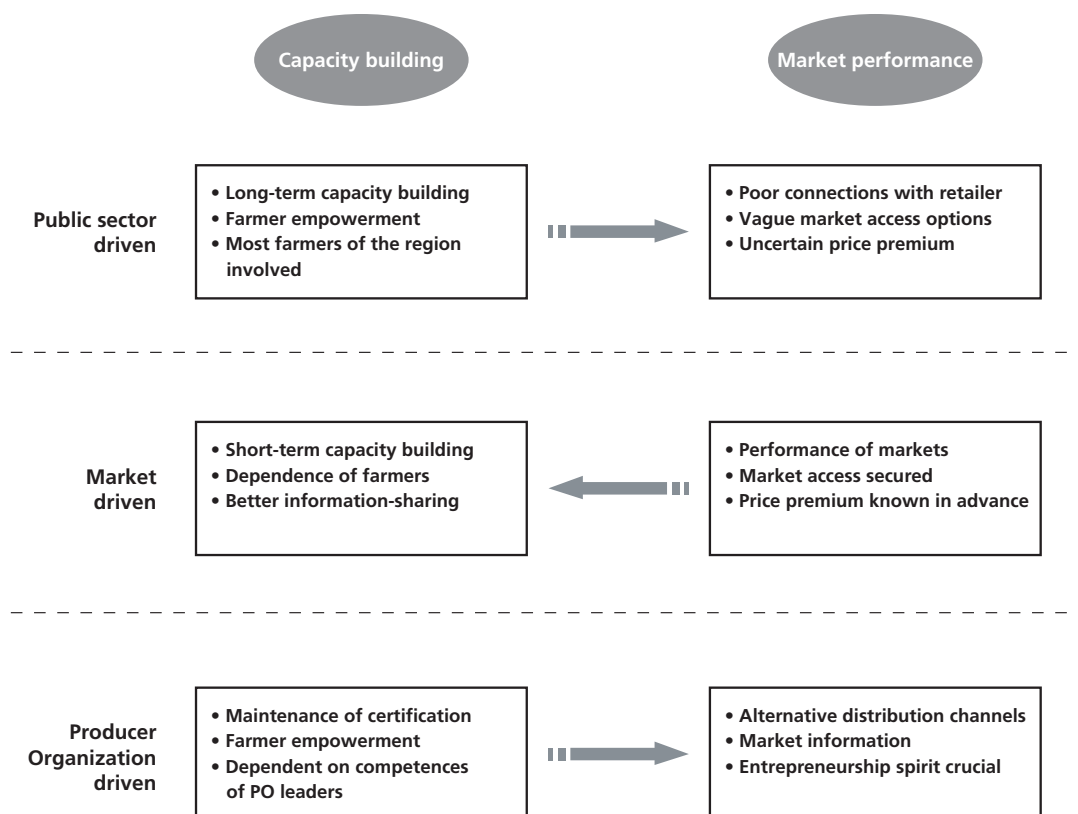 Capacity building
Market performance
Public sector
driven
• Long-term capacity building
• Farmer empowerment
• Most farmers of the region
involved
• Poor connections with retailer
• Vague market access options
• Uncertain price premium
Market
driven
• Short-term capacity building
• Dependence of farmers
• Better information-sharing
• Performance of markets
• Market access secured
• Price premium known in advance
Producer
Organization
driven
• Maintenance of certification
• Farmer empowerment
• Dependent on competences
of PO leaders
• Alternative distribution channels
• Market information
• Entrepreneurship spirit crucial